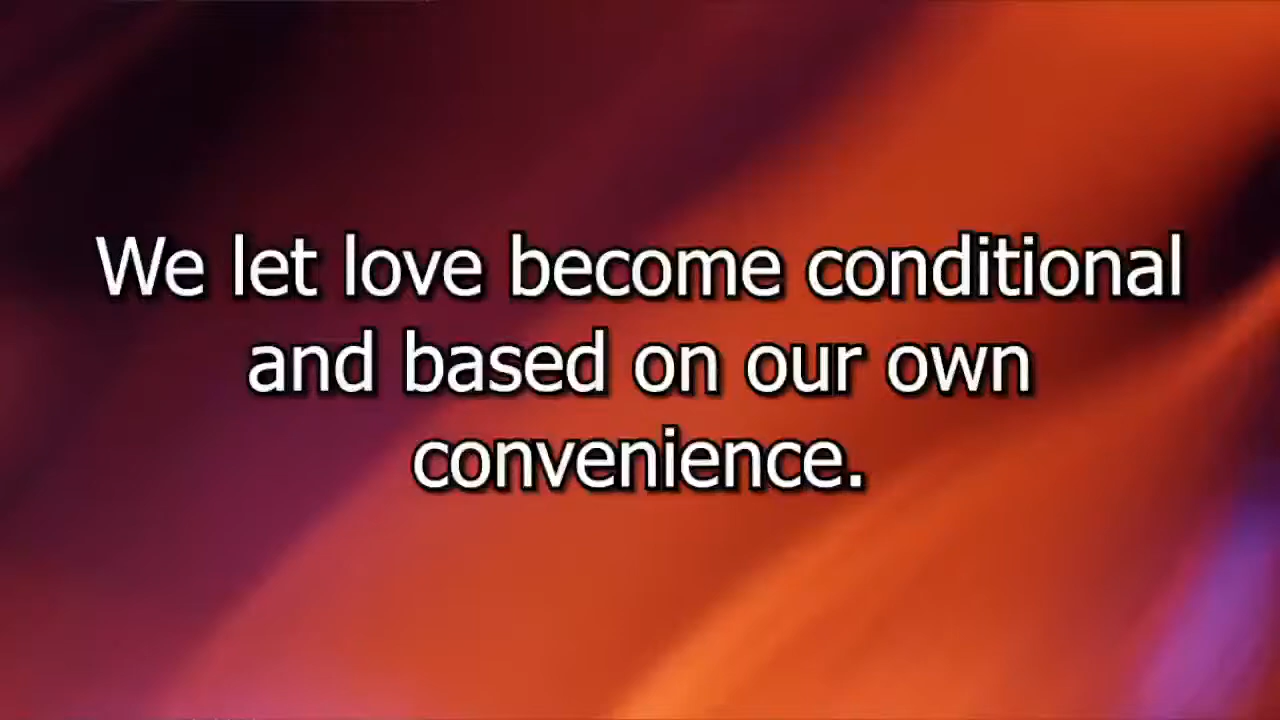 We let love become conditional
and based on our own
convenience.